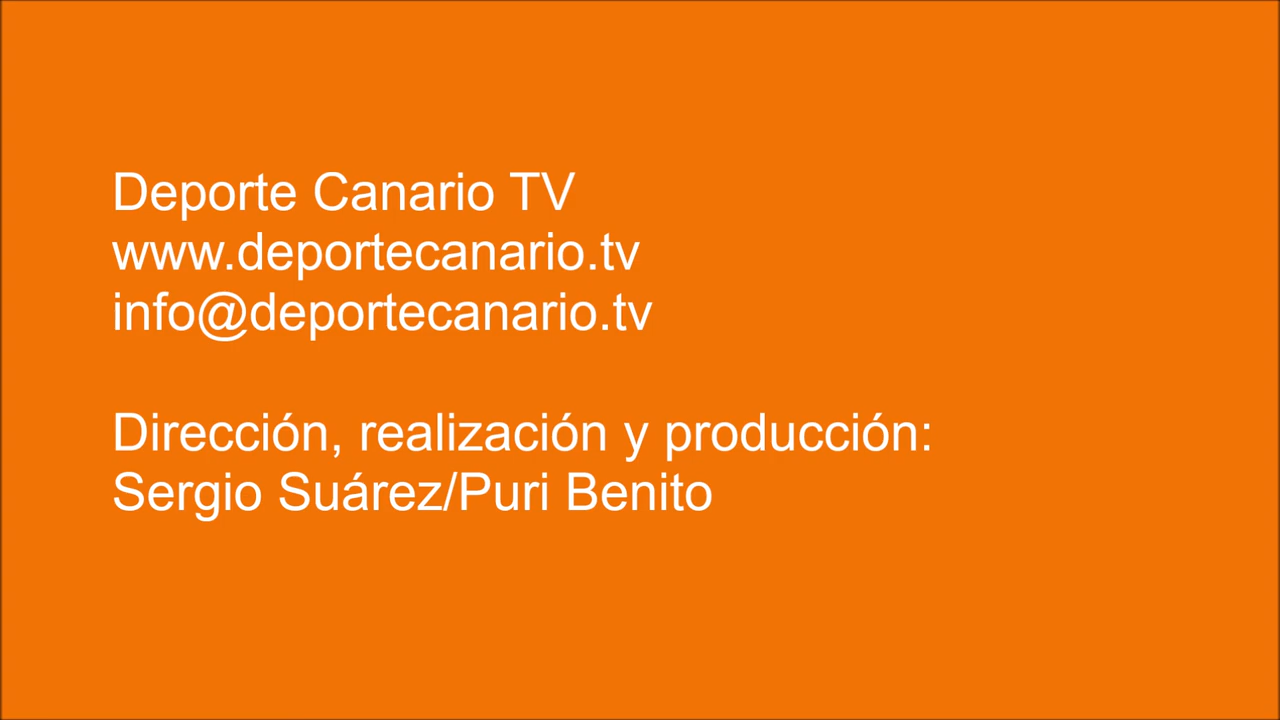 Deporte Canario TV
www.deportecanario.tv
info@deportecanario.tv
Dirección, realización y producción:
Sergio Suárez/Puri Benito